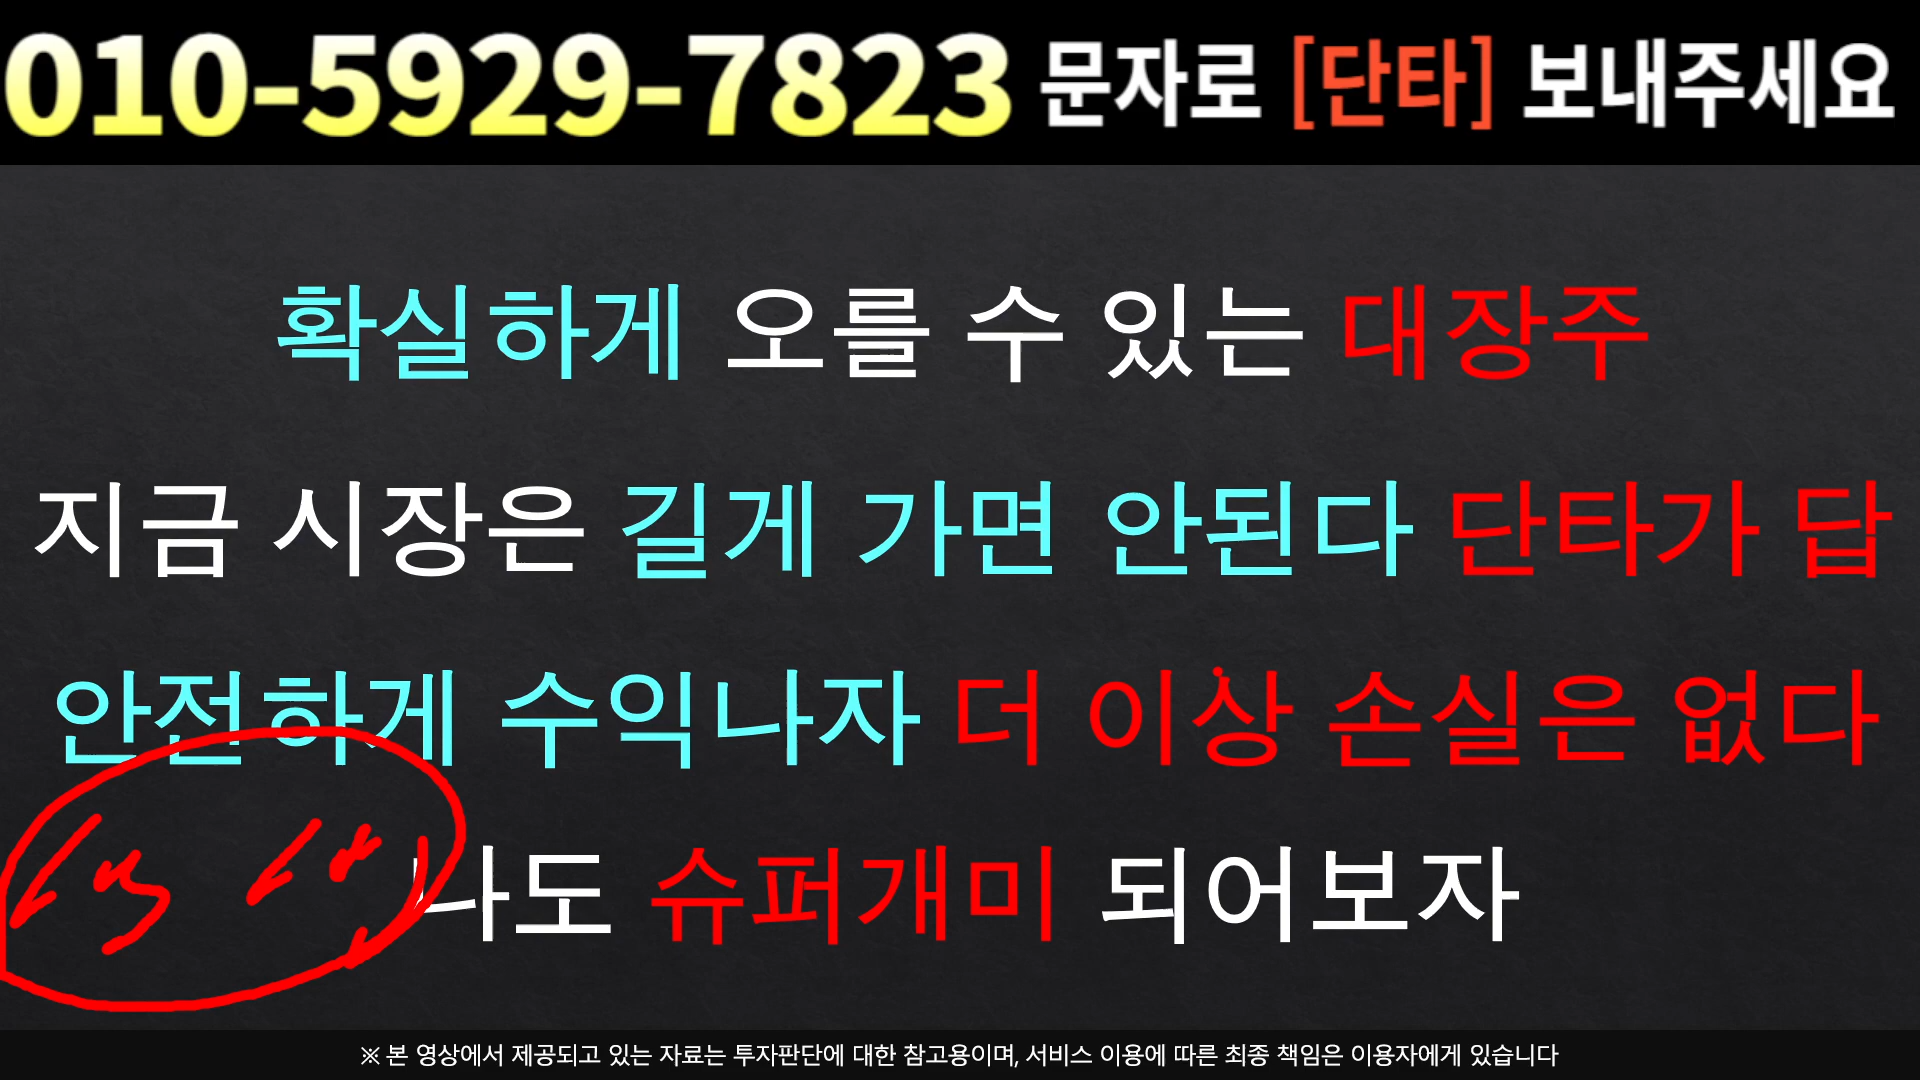 010-5929-7823 문자로 [단타] 보내주세요
확실하게 오를 수 있는 대장주
지금 시장은 길게 가면 안된다 단타가 답
안전하게 수익나자 더 이상 손실은 없다
나도 슈퍼개미 되어보자
※ 본 영상에서 제공되고 있는 자료는 투자판단에 대한 참고용이며, 서비스 이용에 따른 최종 책임은 이용자에게 있습니다